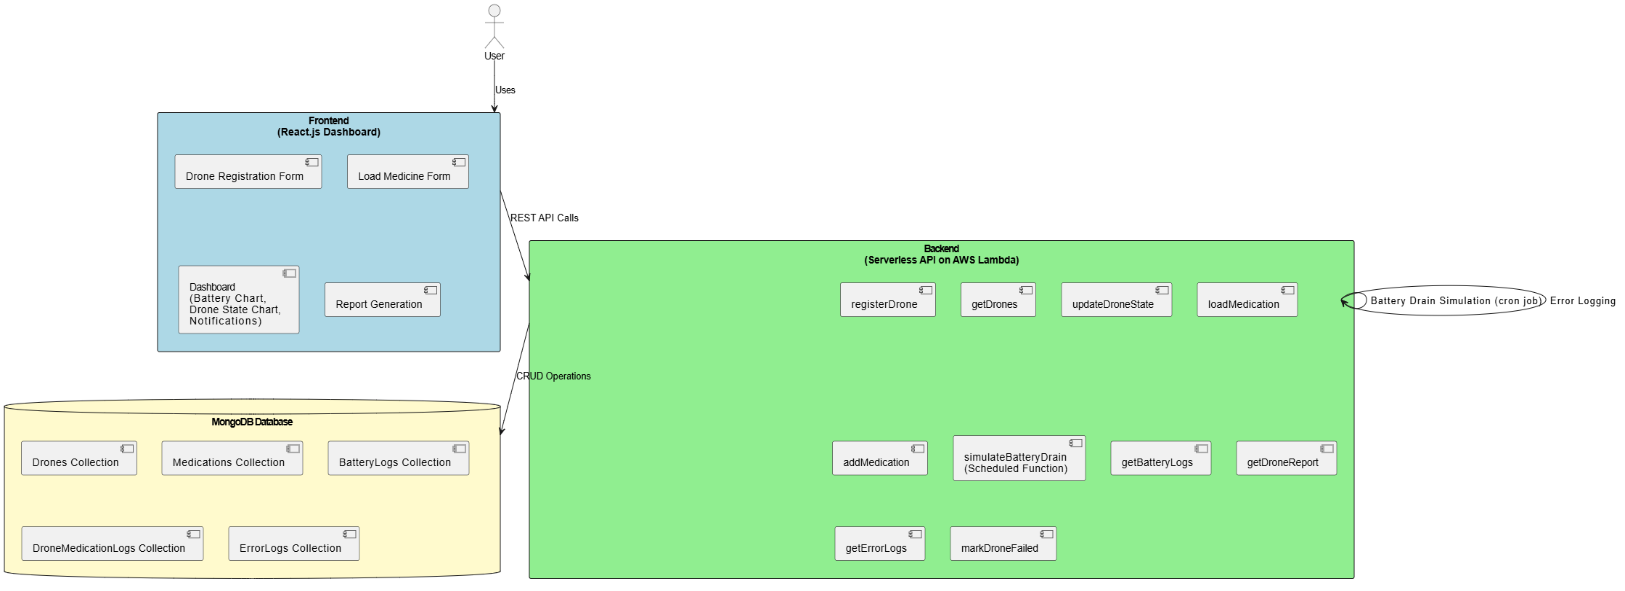 User
Uses
Frontend
(React.js Dashboard)
Drone Registration Form
Load Medicine Form
Dashboard
(Battery Chart,
Drone State Chart,
Notifications)
Report Generation
REST API Calls
Backend
(Serverless API on AWS Lambda)
registerDrone
getDrones
updateDroneState
loadMedication
Battery Drain Simulation (cron job)
Error Logging
addMedication
simulateBatteryDrain
(Scheduled Function)
getBatteryLogs
getDroneReport
getErrorLogs
markDroneFailed
CRUD Operations
MongoDB Database
Drones Collection
Medications Collection
BatteryLogs Collection
DroneMedicationLogs Collection
ErrorLogs Collection